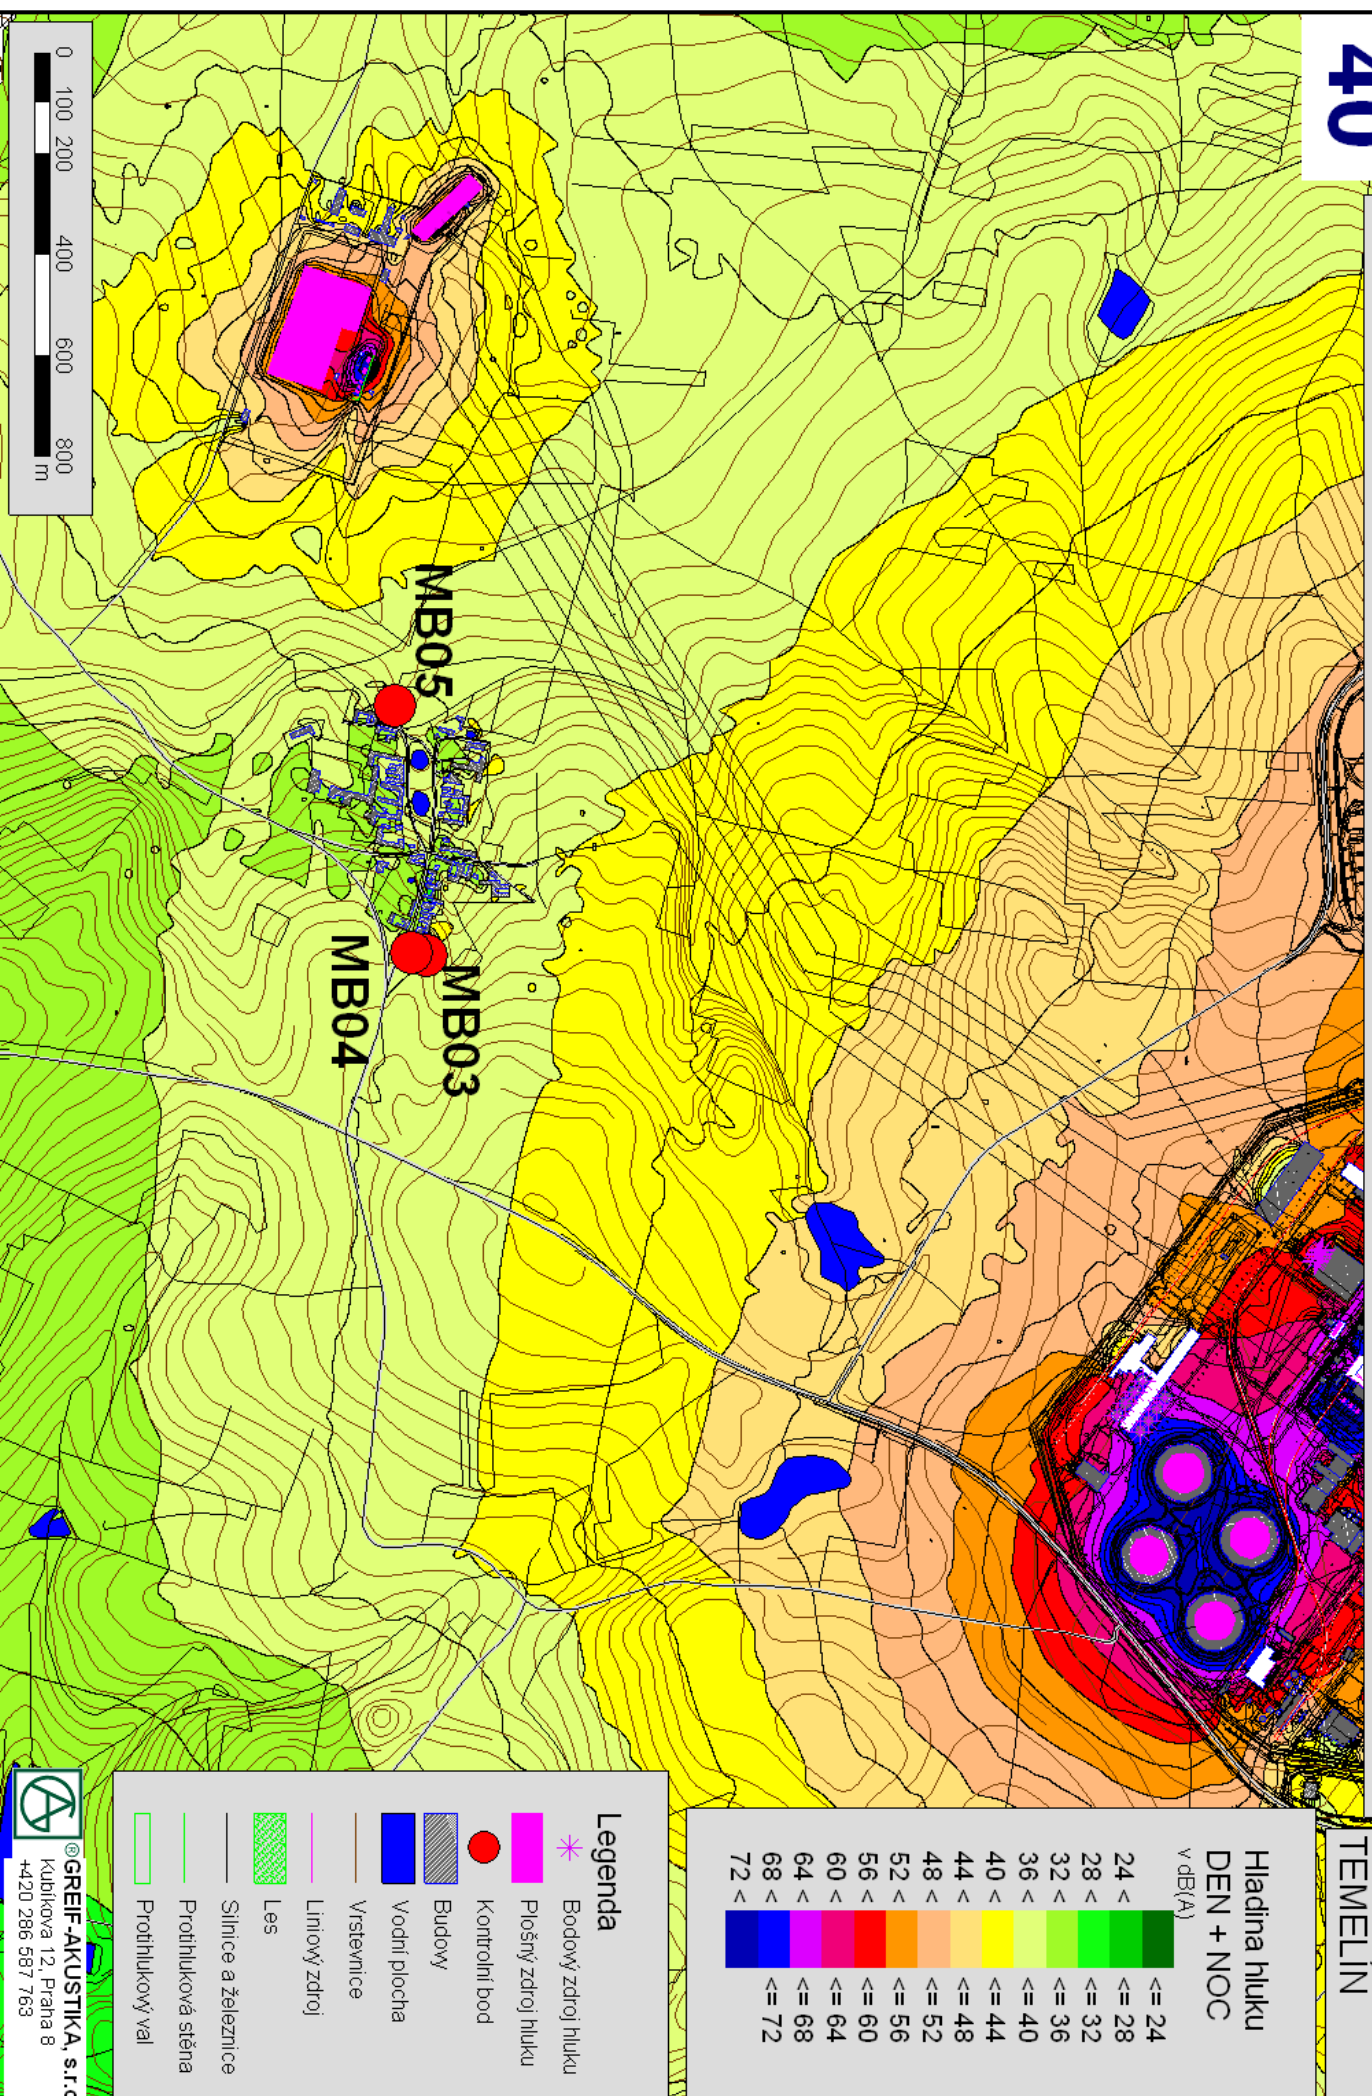 40
TEMELÍN
Hladina hluku
DEN + NOC
v dB(A)
<= 24
24 < <= 28
28 < <= 32
32 < <= 36
36 < <= 40
40 < <= 44
44 < <= 48
48 < <= 52
52 < <= 56
56 < <= 60
60 < <= 64
64 < <= 68
68 < <= 72
72 <
Legenda
Bodový zdroj hluku
Plošný zdroj hluku
Kontrolní bod
Budovy
Vodní plocha
Vrstevnice
Liniový zdroj
Les
Silnice a železnice
Protihluková stěna
Protihlukový val
MB05
MB03
MB04
0 100 200 400 600 800
m
®GREIF-AKUSTIKA, s.r.o
Kubíkova 12, Praha 8
+420 286 587 763